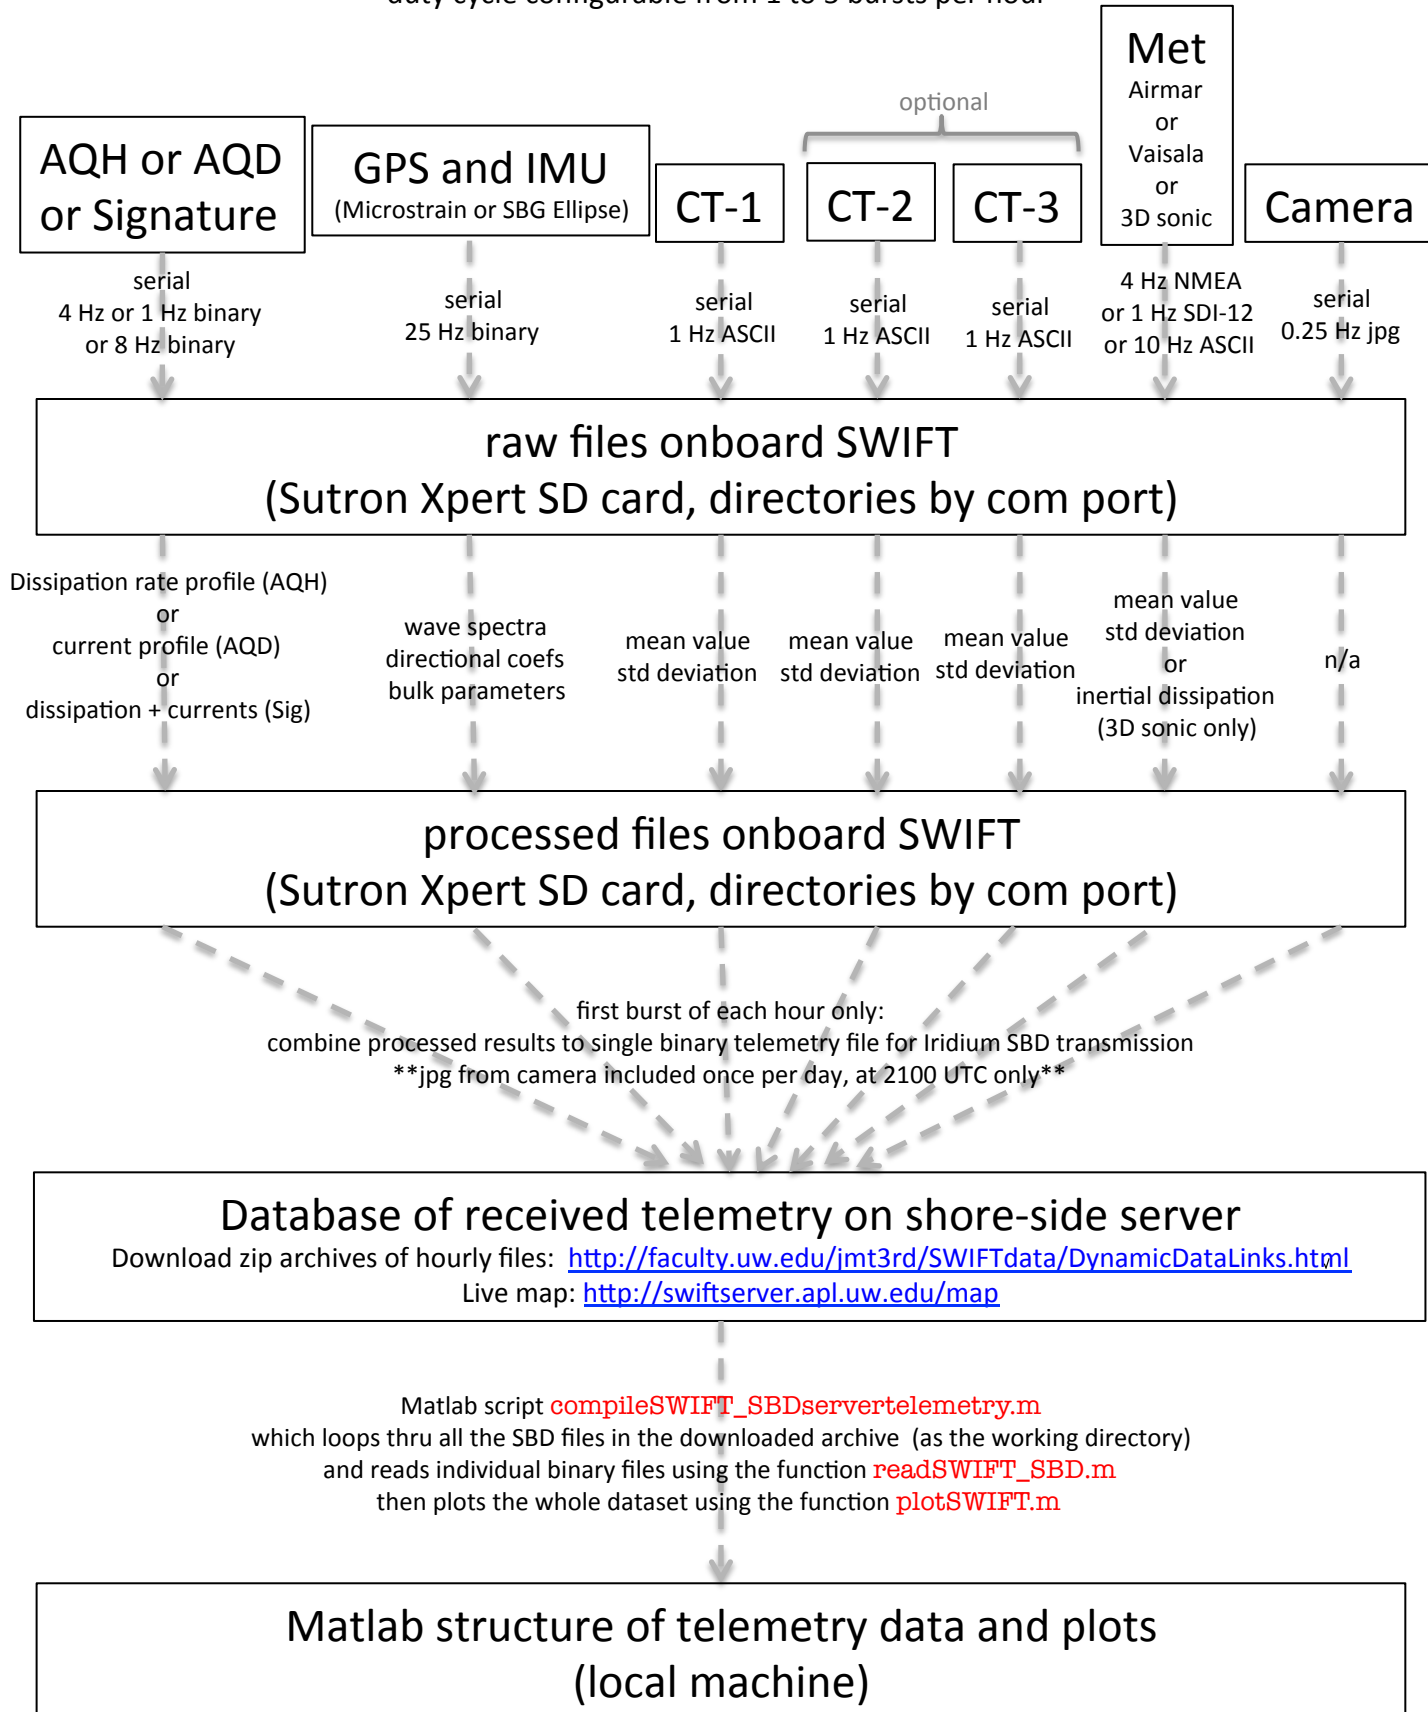 duty cycle configurable from 1 to 5 bursts per hour
optional
AQH or AQD
or Signature
GPS and IMU
(Microstrain or SBG Ellipse)
CT-1
CT-2
CT-3
Met
Airmar
or
Vaisala
or
3D sonic
Camera
serial
4 Hz or 1 Hz binary
or 8 Hz binary
serial
25 Hz binary
serial
1 Hz ASCII
serial
1 Hz ASCII
serial
1 Hz ASCII
4 Hz NMEA
or 1 Hz SDI-12
or 10 Hz ASCII
serial
0.25 Hz jpg
raw files onboard SWIFT
(Sutron Xpert SD card, directories by com port)
Dissipation rate profile (AQH)
or
current profile (AQD)
or
dissipation + currents (Sig)
wave spectra
directional coefs
bulk parameters
mean value
std deviation
mean value
std deviation
mean value
std deviation
mean value
std deviation
or
inertial dissipation
(3D sonic only)
n/a
processed files onboard SWIFT
(Sutron Xpert SD card, directories by com port)
first burst of each hour only:
combine processed results to single binary telemetry file for Iridium SBD transmission
**jpg from camera included once per day, at 2100 UTC only**
Database of received telemetry on shore-side server
Download zip archives of hourly files: http://faculty.uw.edu/jmt3rd/SWIFTdata/DynamicDataLinks.html
Live map: http://swiftserver.apl.uw.edu/map
Matlab script compileSWIFT_SBDservertelemetry.m
which loops thru all the SBD files in the downloaded archive (as the working directory)
and reads individual binary files using the function readSWIFT_SBD.m
then plots the whole dataset using the function plotSWIFT.m
Matlab structure of telemetry data and plots
(local machine)